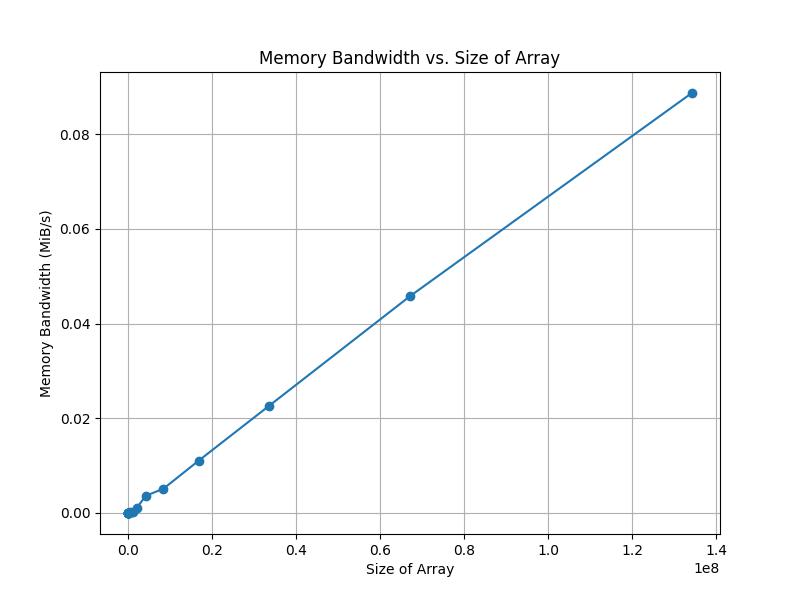 Memory Bandwidth vs. Size of Array
Memory Bandwidth (MiB/s)
0.08
0.06
0.04
0.02
0.00
0.0 0.2 0.4 0.6 0.8 1.0 1.2 1.4
1e8
Size of Array